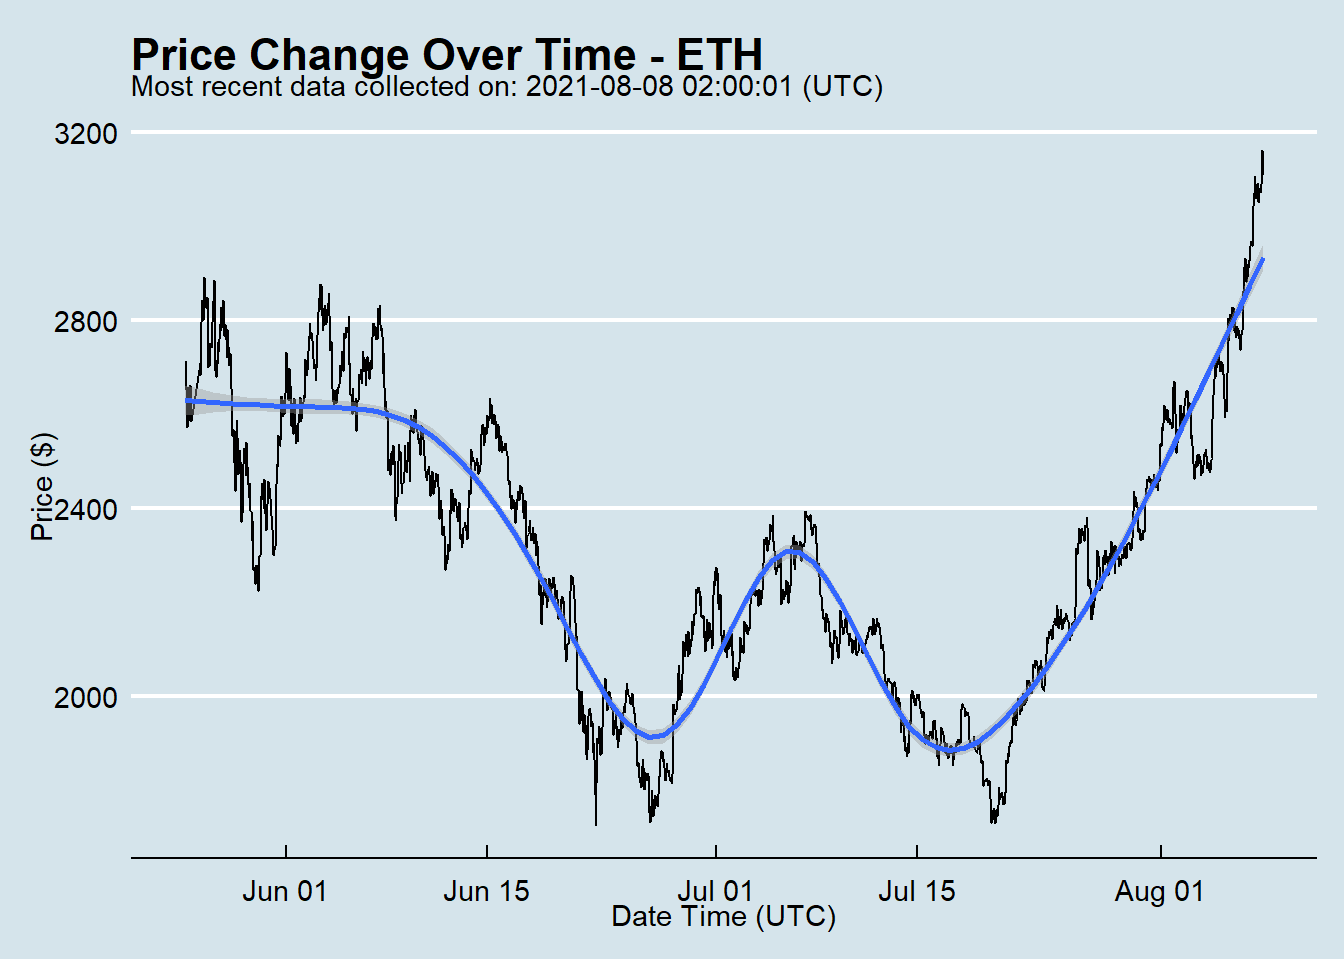 Price Change Over Time - ETH
Most recent data collected on: 2021-08-08 02:00:01 (UTC)
3200
2800
2400
2000
Price ($)
Jun 01
Jun 15
Jul 01
Jul 15
Aug 01
Date Time (UTC)